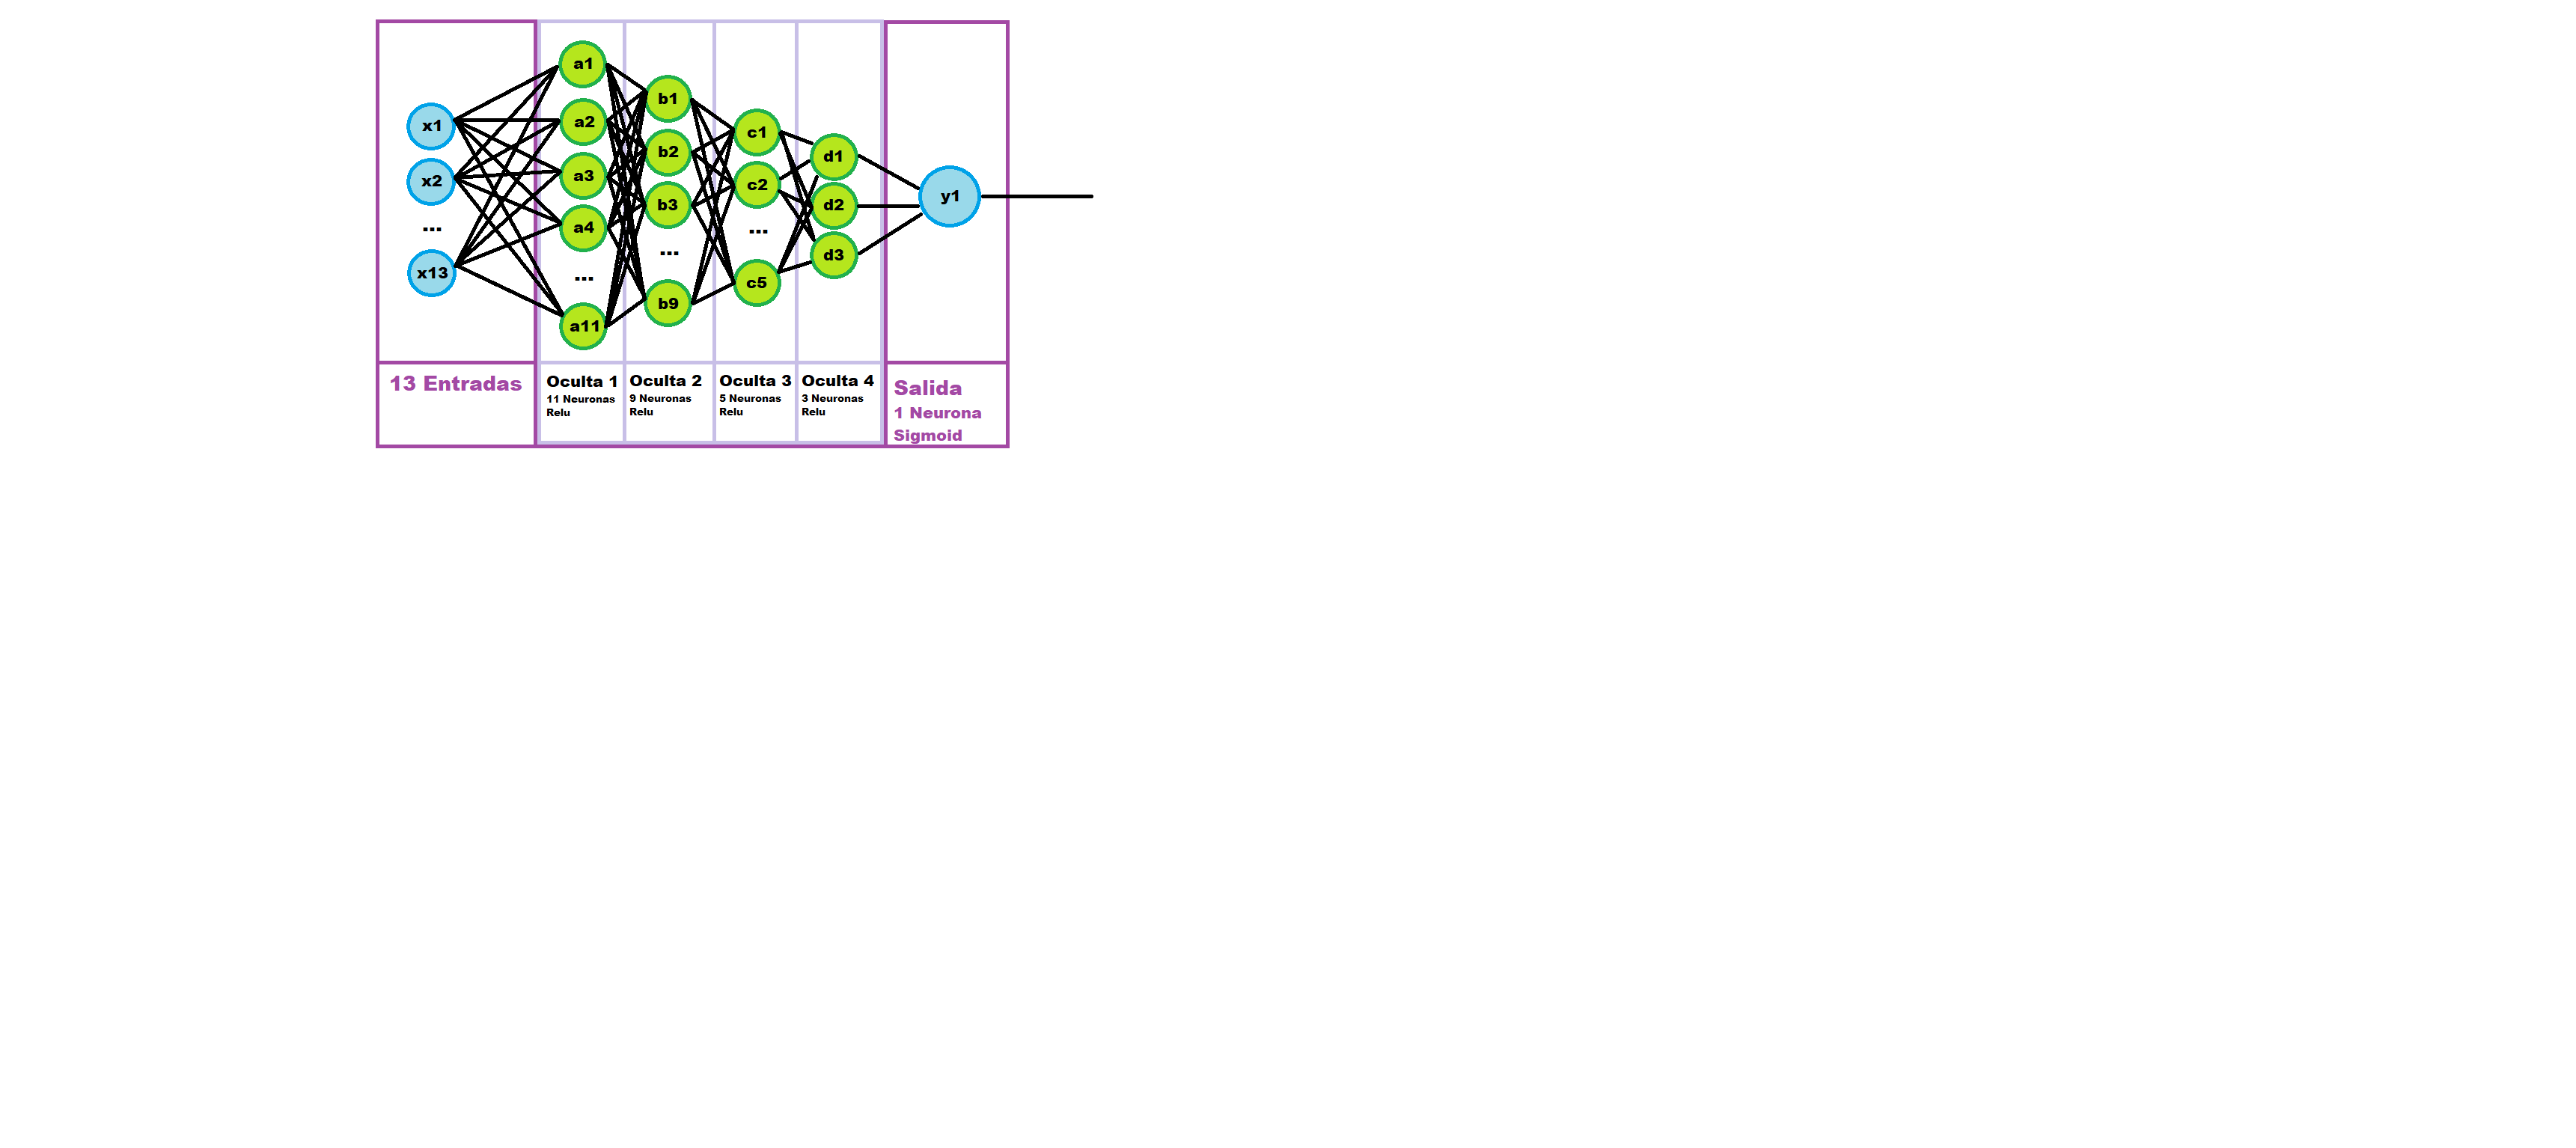 x1
x2
...
x13
a1
a2
a3
a4
...
a11
b1
b2
b3
...
b9
c1
c2
...
c5
d1
d2
d3
y1
13 Entradas
Oculta 1
11 Neuronas
Relu
Oculta 2
9 Neuronas
Relu
Oculta 3
5 Neuronas
Relu
Oculta 4
3 Neuronas
Relu
Salida
1 Neurona
Sigmoid